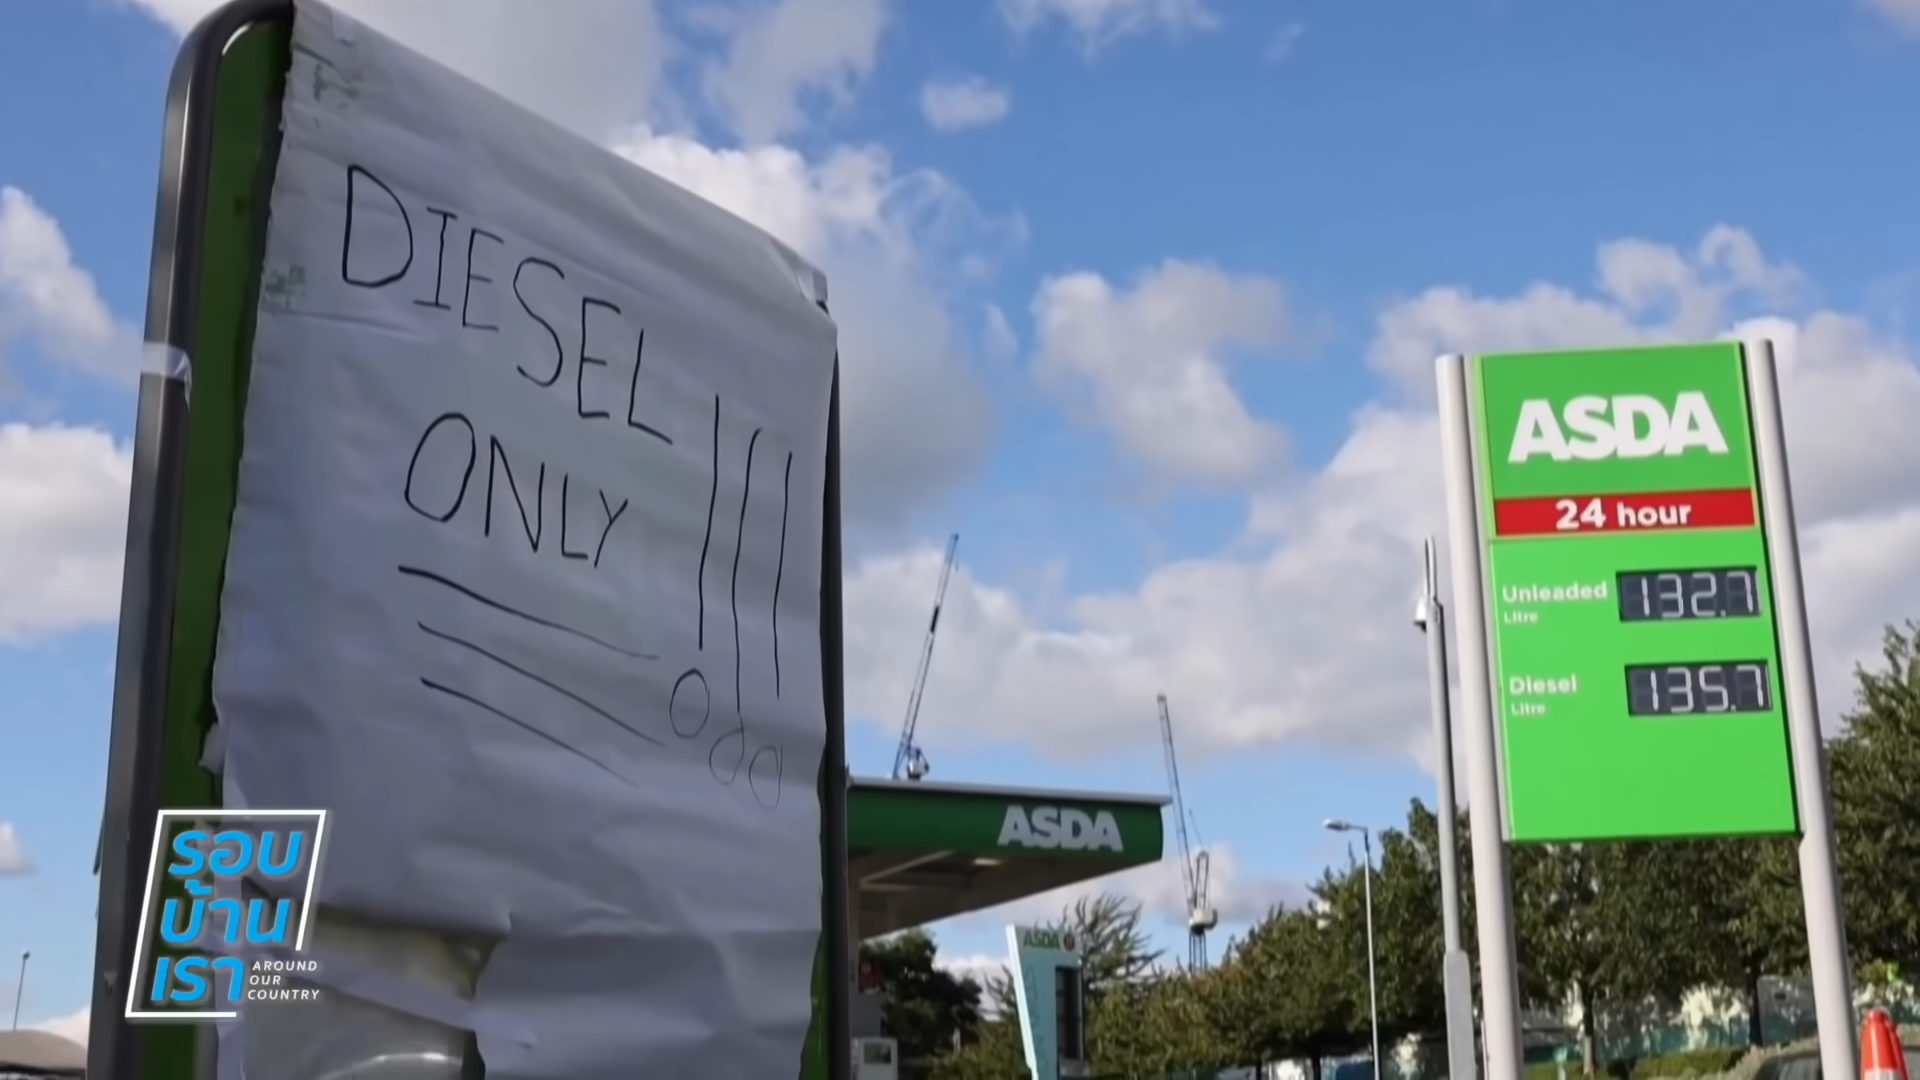 DIESEL
ONLY !!!
ASDA
24 hour
Unleaded 132.7
Litre
Diesel 135.7
Litre
ASDA
ASDA
รอบ
บ้าน
เรา
AROUND
OUR
COUNTRY